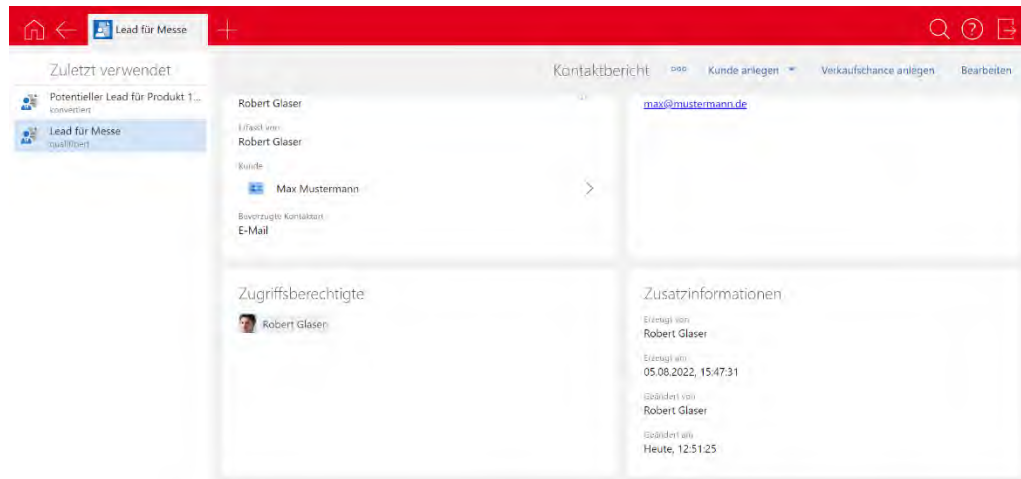 Lead für Messe
Zuletzt verwendet
Kontaktbericht
Kunde anlegen
Verkaufschance anlegen
Bearbeiten
Potentieller Lead für Produkt 1...
konvertiert
Lead für Messe
qualifiziert
Robert Glaser
Erfasst von
Robert Glaser
Kunde
Max Mustermann
Bevorzugte Kontaktart
E-Mail
max@mustermann.de
Zugriffsberechtigte
Robert Glaser
Zusatzinformationen
Erzeugt von
Robert Glaser
Erzeugt am
05.08.2022, 15:47:31
Geändert von
Robert Glaser
Geändert am
Heute, 12:51:25